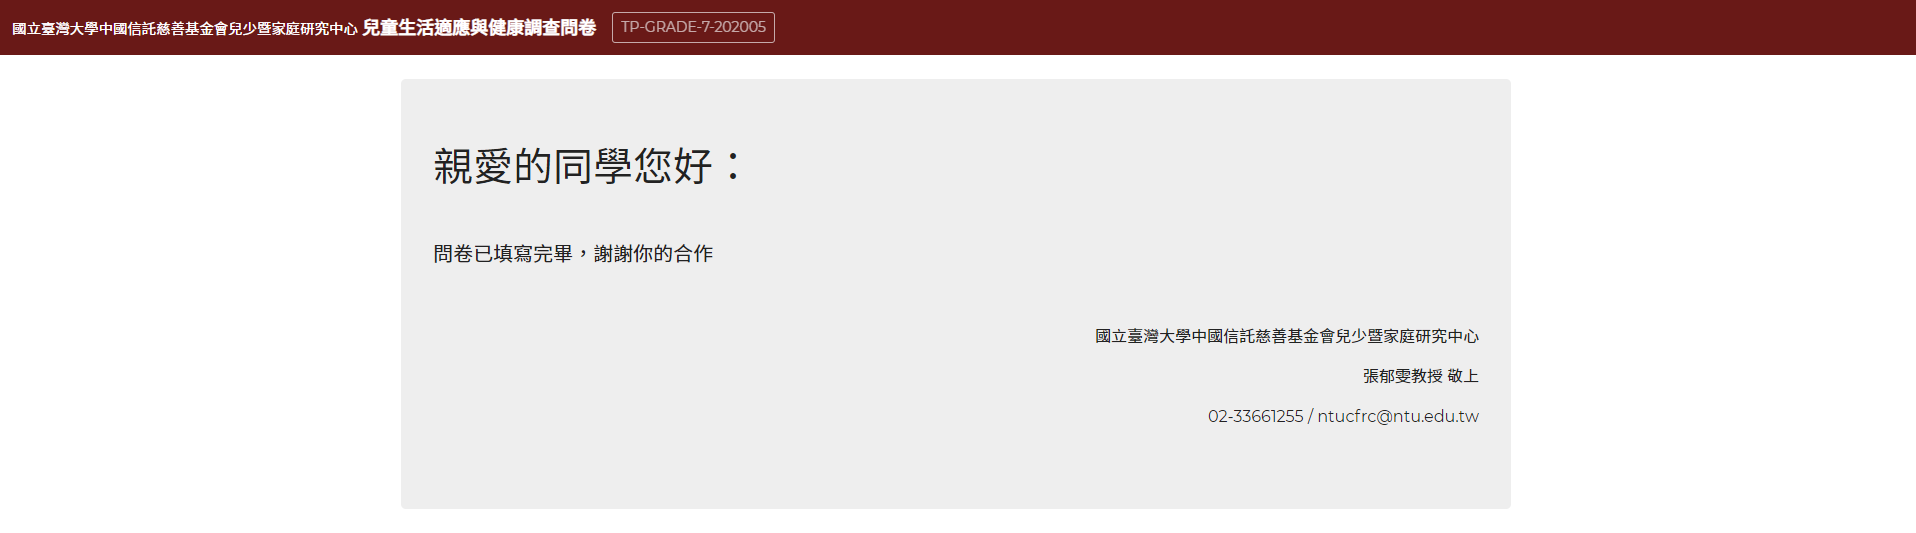 國立臺灣大學中國信託慈善基金會兒少暨家庭研究中心 兒童生活適應與健康調查問卷 TP-GRADE-7-202005
親愛的同學您好：
問卷已填寫完畢，謝謝你的合作
國立臺灣大學中國信託慈善基金會兒少暨家庭研究中心
張郁雯教授 敬上
02-33661255 / ntucfrc@ntu.edu.tw